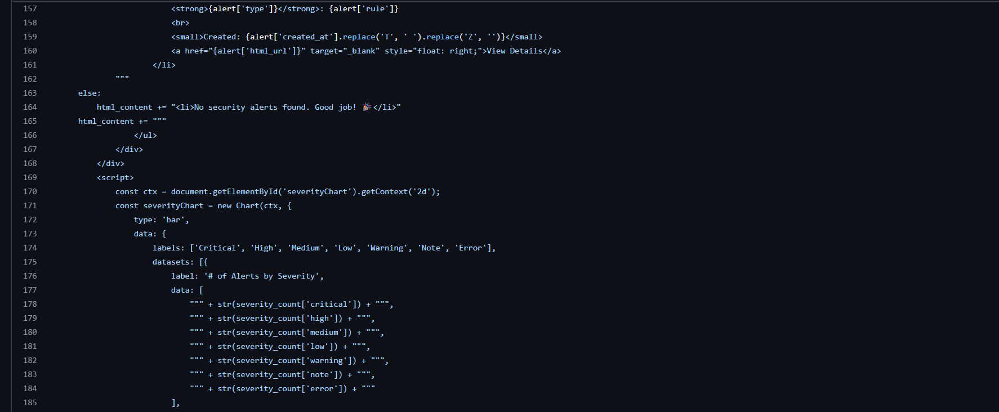 157 <strong>{alert['type']}</strong>: {alert['rule']}
158 <br>
159 <small>Created: {alert['created_at'].replace('T', ' ').replace('Z', '')}</small>
160 <a href="{alert['html_url']}" target="_blank" style="float: right;">View Details</a>
161 </li>
162 """
163 else:
164 html_content += "<li>No security alerts found. Good job! 🎉</li>"
165 html_content += """
166 </ul>
167 </div>
168 </div>
169 <script>
170 const ctx = document.getElementById('severityChart').getContext('2d');
171 const severityChart = new Chart(ctx, {
172 type: 'bar',
173 data: {
174 labels: ['Critical', 'High', 'Medium', 'Low', 'Warning', 'Note', 'Error'],
175 datasets: [{
176 label: '# of Alerts by Severity',
177 data: [
178 """ + str(severity_count['critical']) + """,
179 """ + str(severity_count['high']) + """,
180 """ + str(severity_count['medium']) + """,
181 """ + str(severity_count['low']) + """,
182 """ + str(severity_count['warning']) + """,
183 """ + str(severity_count['note']) + """,
184 """ + str(severity_count['error']) + """
185 ],